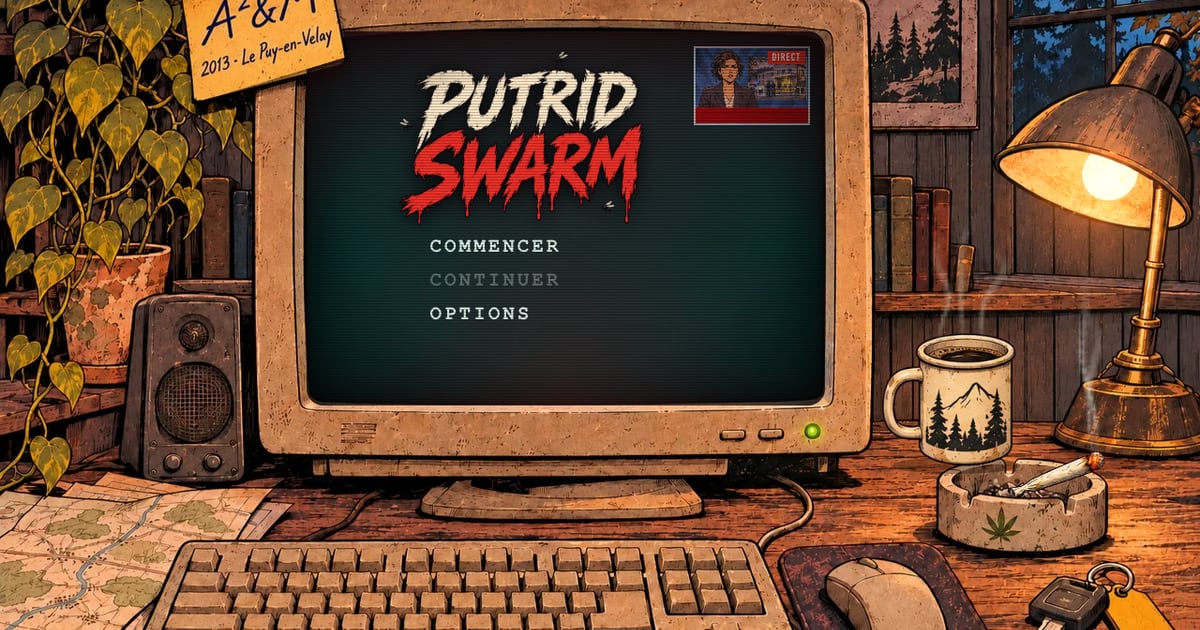 A²&M
2013 - Le Puy-en-Velay
DIRECT
PUTRID
SWARM
COMMENCER
CONTINUER
OPTIONS